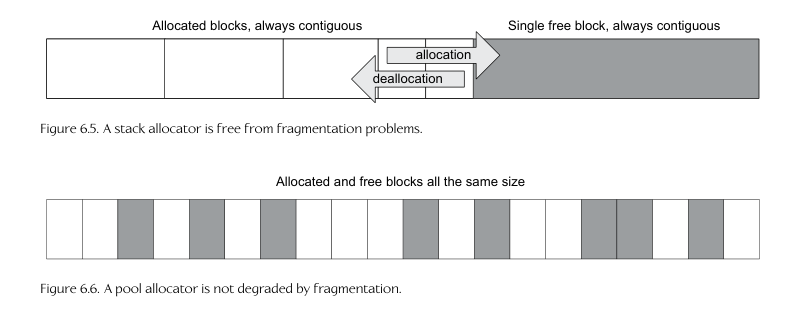 Allocated blocks, always contiguous
Single free block, always contiguous
allocation
deallocation
Figure 6.5. A stack allocator is free from fragmentation problems.
Allocated and free blocks all the same size
Figure 6.6. A pool allocator is not degraded by fragmentation.